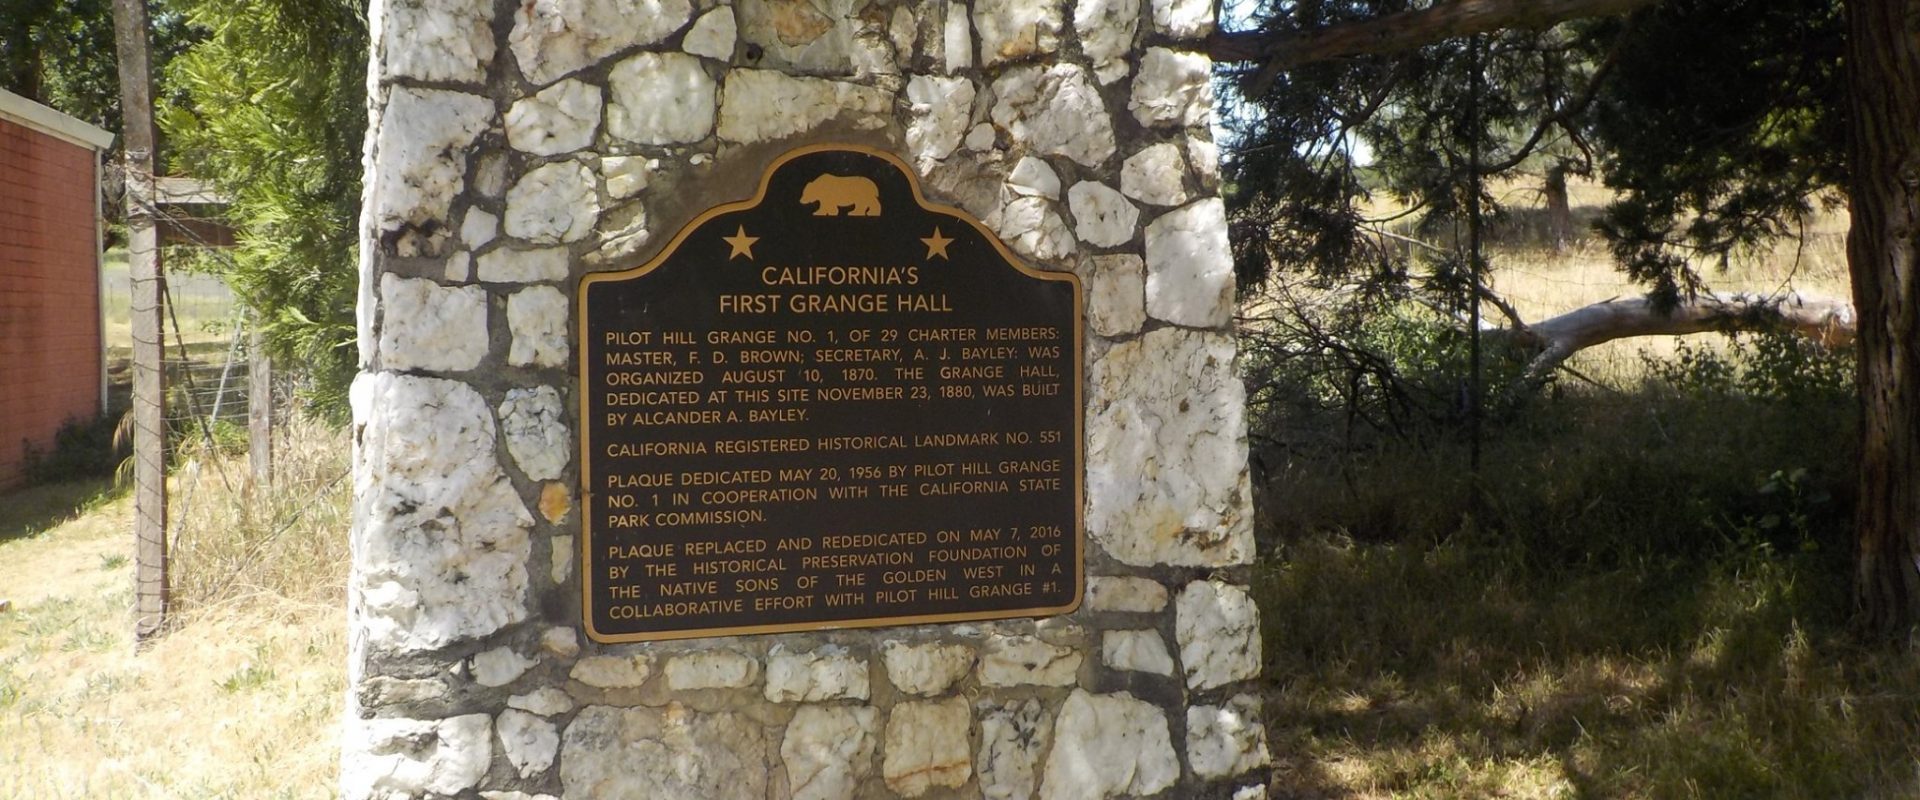 CALIFORNIA'S
FIRST GRANGE HALL
PILOT HILL GRANGE NO. 1, OF 29 CHARTER MEMBERS:
MASTER, F. D. BROWN; SECRETARY, A. J. BAYLEY: WAS
ORGANIZED AUGUST 10, 1870. THE GRANGE HALL,
DEDICATED AT THIS SITE NOVEMBER 23, 1880, WAS BUILT
BY ALCANDER A. BAYLEY.
CALIFORNIA REGISTERED HISTORICAL LANDMARK NO. 551
PLAQUE DEDICATED MAY 20, 1956 BY PILOT HILL GRANGE
NO. 1 IN COOPERATION WITH THE CALIFORNIA STATE
PARK COMMISSION.
PLAQUE REPLACED AND REDEDICATED ON MAY 7, 2016
BY THE HISTORICAL PRESERVATION FOUNDATION OF
THE NATIVE SONS OF THE GOLDEN WEST IN A
COLLABORATIVE EFFORT WITH PILOT HILL GRANGE #1.